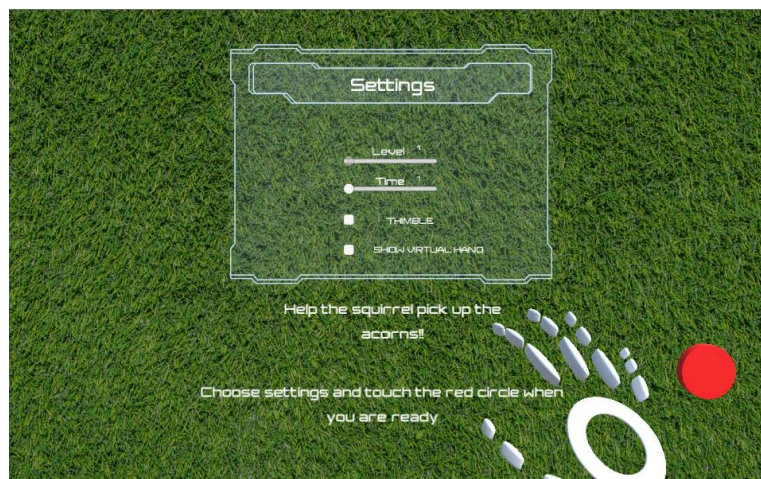 Settings
Level
Time
THIMBLE
SHOW VIRTUAL HAND
Help the squirrel pick up the
acorns!!
Choose settings and touch the red circle when
you are ready